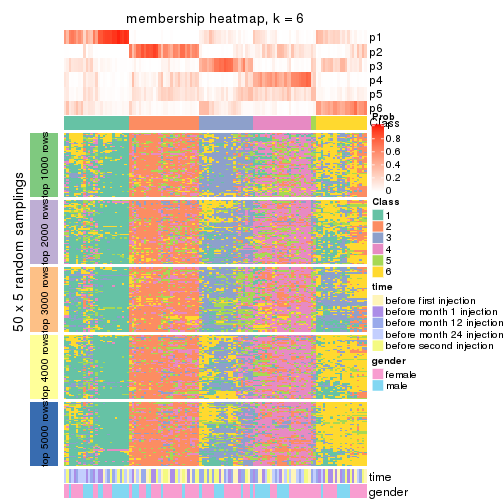 membership heatmap, k = 6
p1
p2
p3
p4
p5
p6
Class
Prob
1
0.8
0.6
0.4
0.2
0
Class
1
2
3
4
5
6
time
before first injection
before month 1 injection
before month 12 injection
before month 24 injection
before second injection
gender
female
male
50 x 5 random samplings
top 1000 rows
top 2000 rows
top 3000 rows
top 4000 rows
top 5000 rows
time
gender